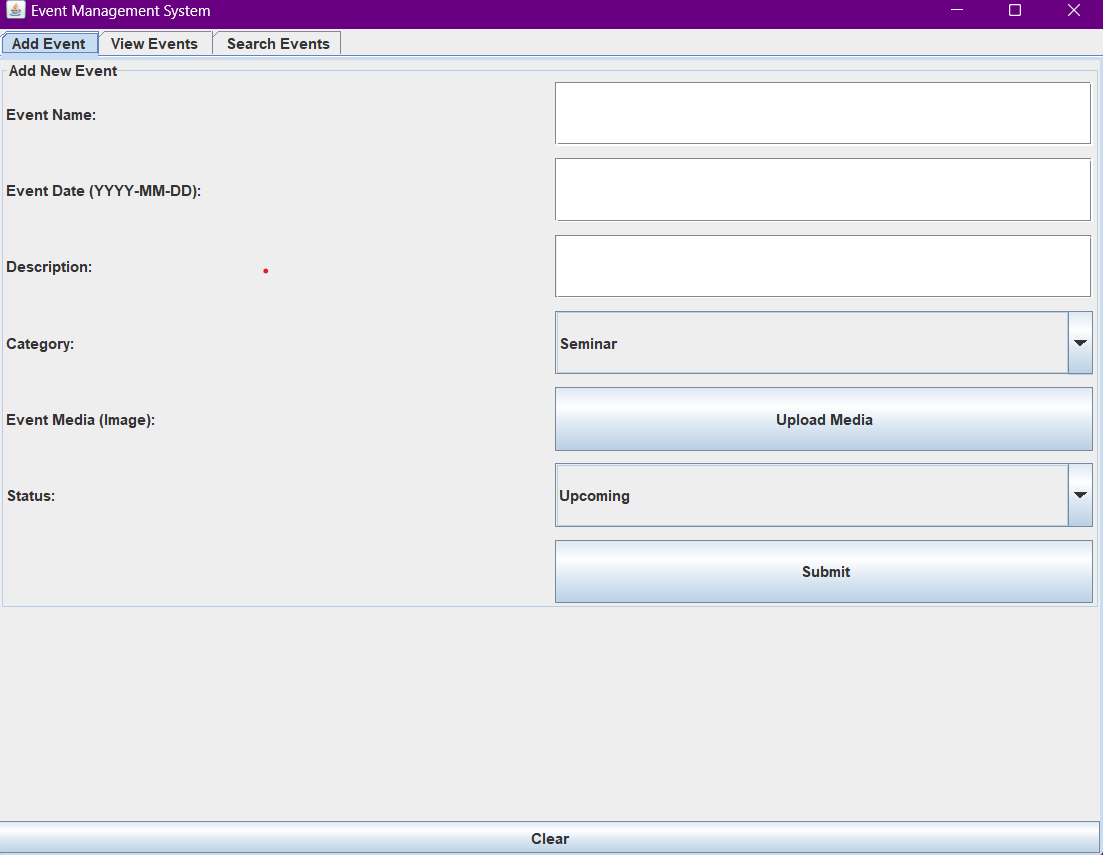 Event Management System
Add Event View Events Search Events
Add New Event
Event Name:
Event Date (YYYY-MM-DD):
Description:
Category: Seminar
Event Media (Image): Upload Media
Status: Upcoming
Submit
Clear